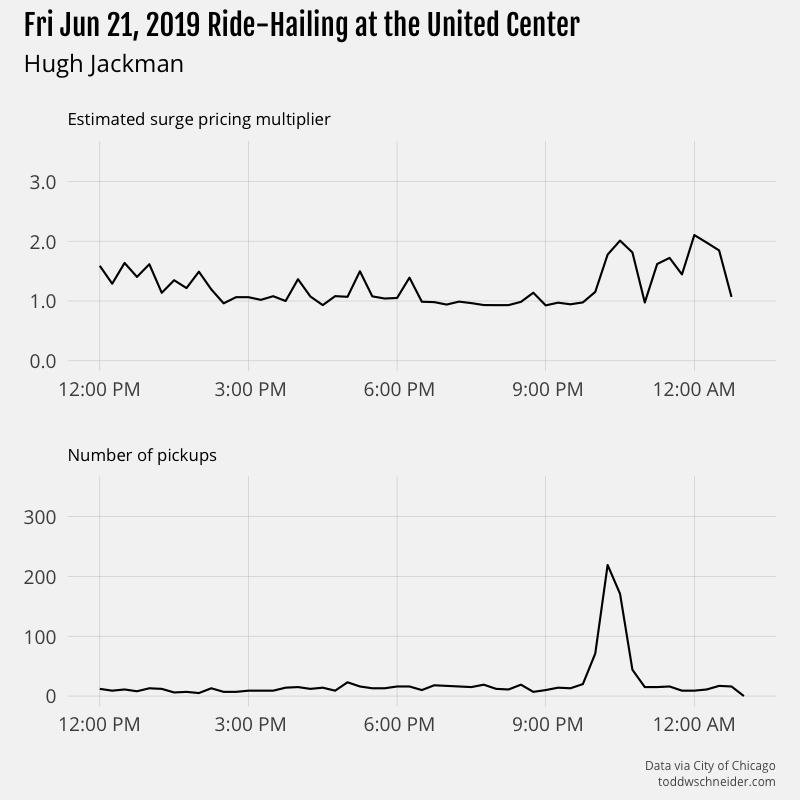 Fri Jun 21, 2019 Ride-Hailing at the United Center
Hugh Jackman
Estimated surge pricing multiplier
3.0
2.0
1.0
0.0
12:00 PM 3:00 PM 6:00 PM 9:00 PM 12:00 AM
Number of pickups
300
200
100
0
12:00 PM 3:00 PM 6:00 PM 9:00 PM 12:00 AM
Data via City of Chicago
toddwschneider.com